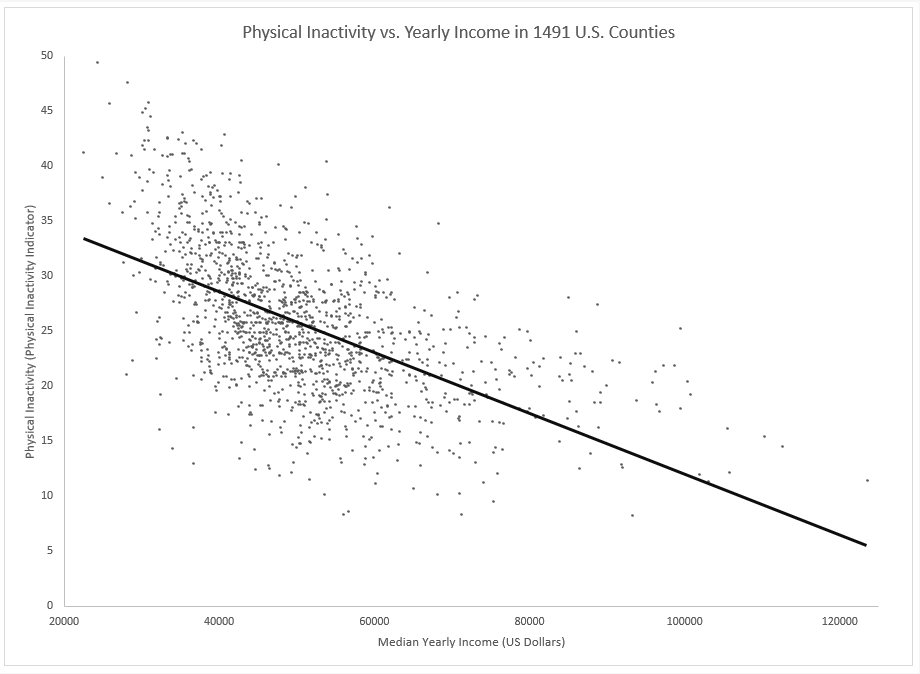 Physical Inactivity vs. Yearly Income in 1491 U.S. Counties
Physical Inactivity (Physical Inactivity Indicator)
50
45
40
35
30
25
20
15
10
5
0
20000 40000 60000 80000 100000 120000
Median Yearly Income (US Dollars)